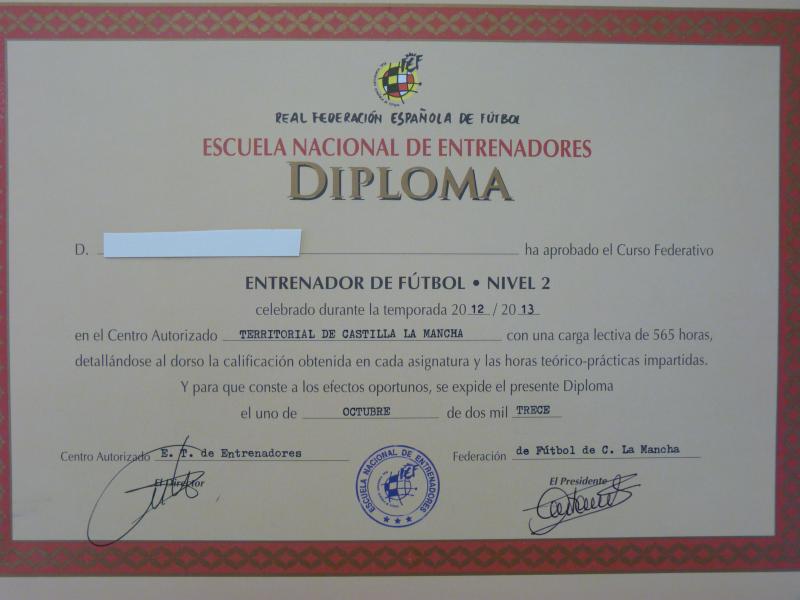 REAL FEDERACIÓN ESPAÑOLA DE FÚTBOL
ESCUELA NACIONAL DE ENTRENADORES
DIPLOMA
D. ha aprobado el Curso Federativo
ENTRENADOR DE FÚTBOL • NIVEL 2
celebrado durante la temporada 2012 / 2013
en el Centro Autorizado TERRITORIAL DE CASTILLA LA MANCHA con una carga lectiva de 565 horas,
detallándose al dorso la calificación obtenida en cada asignatura y las horas teórico-prácticas impartidas.
Y para que conste a los efectos oportunos, se expide el presente Diploma
el uno de OCTUBRE de dos mil TRECE
Centro Autorizado E. T. de Entrenadores Federación de Fútbol de C. La Mancha
El Director El Presidente
ESCUELA NACIONAL DE ENTRENADORES